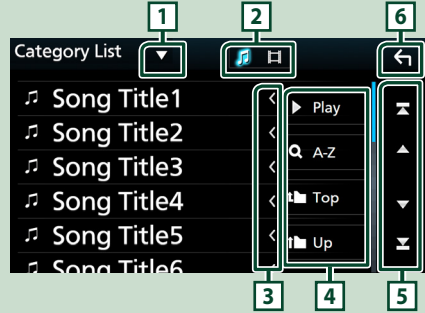 1 2 6
Category List
Song Title1
Song Title2
Song Title3
Song Title4
Song Title5
Song Title6
Play
A-Z
Top
Up
3 4 5